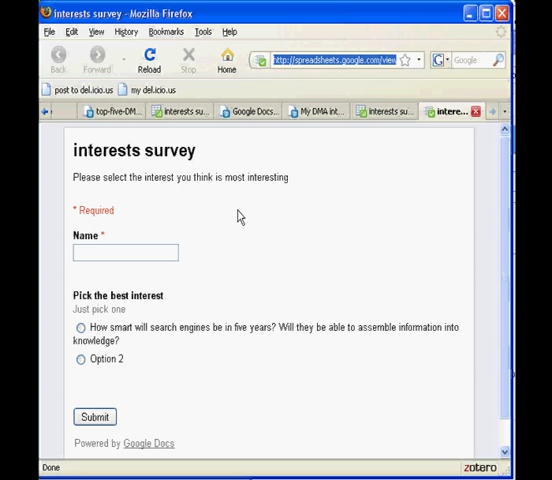 interests survey - Mozilla Firefox
File Edit View History Bookmarks Tools Help
Back Forward Reload Stop Home http://spreadsheets.google.com/view G Google
post to del.icio.us my del.icio.us
top-five-DM... interests su... Google Docs... My DMA int... interests su... intere...
interests survey
Please select the interest you think is most interesting
* Required
Name *
Pick the best interest
Just pick one
How smart will search engines be in five years? Will they be able to assemble information into
knowledge?
Option 2
Submit
Powered by Google Docs
Done zotero